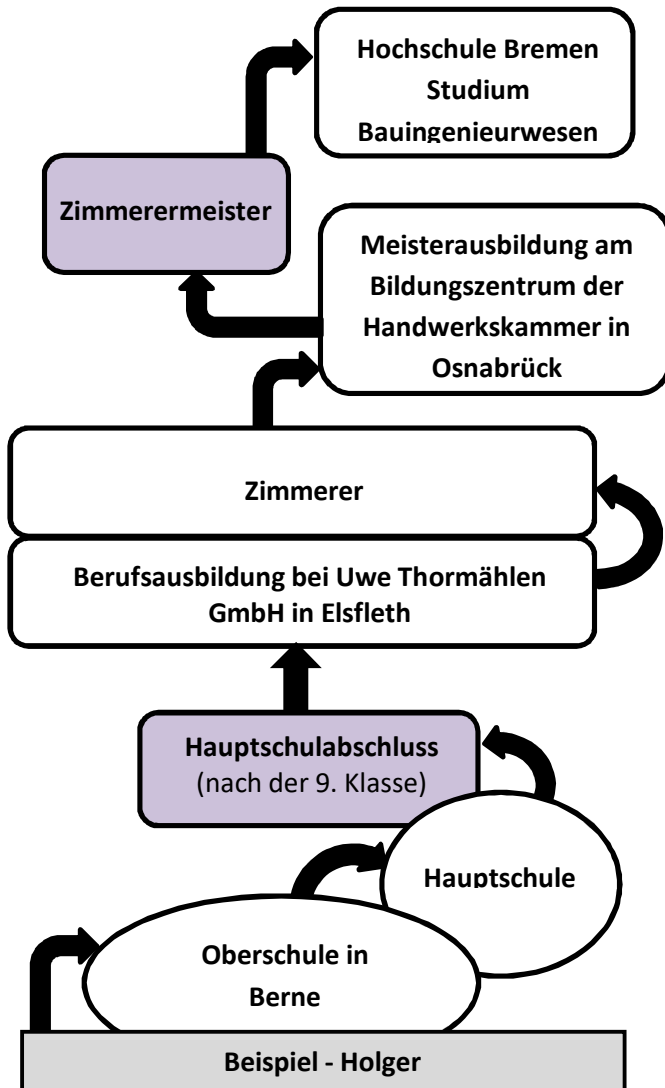 Hochschule Bremen
Studium
Bauingenieurwesen
Zimmerermeister
Meisterausbildung am
Bildungszentrum der
Handwerkskammer in
Osnabrück
Zimmerer
Berufsausbildung bei Uwe Thormählen
GmbH in Elsfleth
Hauptschulabschluss
(nach der 9. Klasse)
Hauptschule
Oberschule in
Berne
Beispiel - Holger